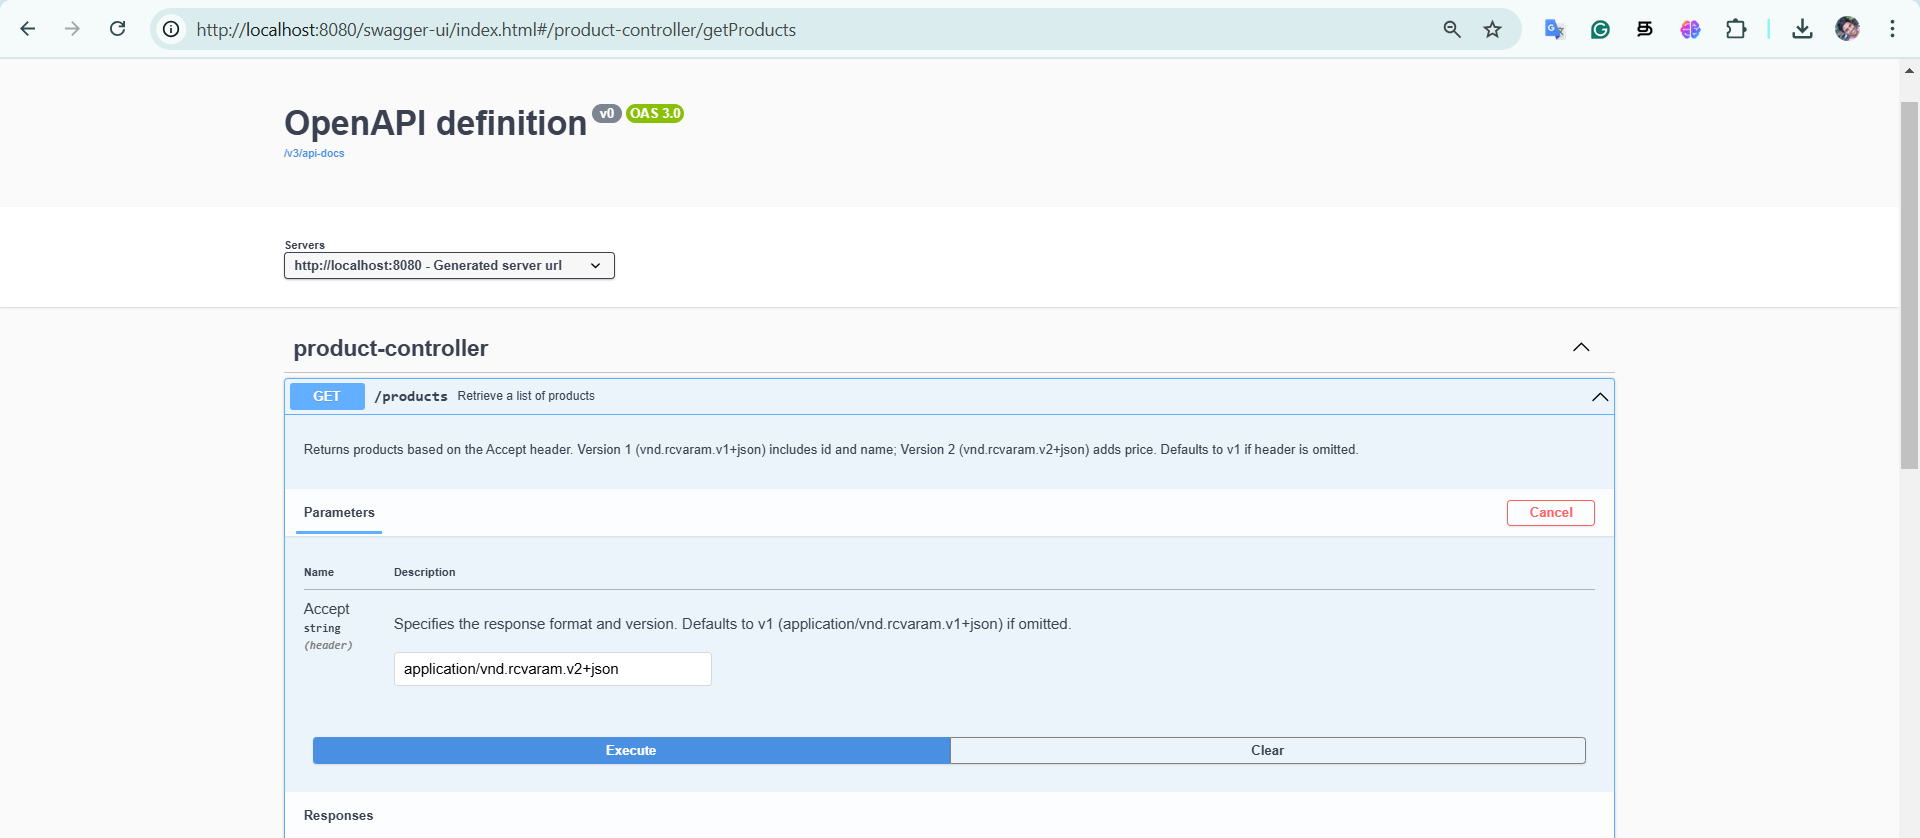 http://localhost:8080/swagger-ui/index.html#/product-controller/getProducts
OpenAPI definition v0 OAS 3.0
/v3/api-docs
Servers
http://localhost:8080 - Generated server url
product-controller
GET /products Retrieve a list of products
Returns products based on the Accept header. Version 1 (vnd.rcvaram.v1+json) includes id and name; Version 2 (vnd.rcvaram.v2+json) adds price. Defaults to v1 if header is omitted.
Parameters Cancel
Name Description
Accept
string
(header)
Specifies the response format and version. Defaults to v1 (application/vnd.rcvaram.v1+json) if omitted.
application/vnd.rcvaram.v2+json
Execute Clear
Responses